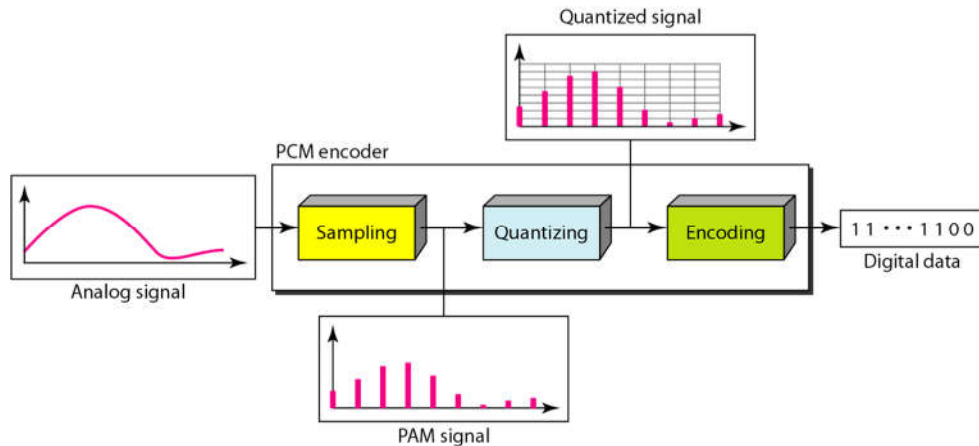 Quantized signal
PCM encoder
Sampling
Quantizing
Encoding
11 ··· 1100
Digital data
Analog signal
PAM signal